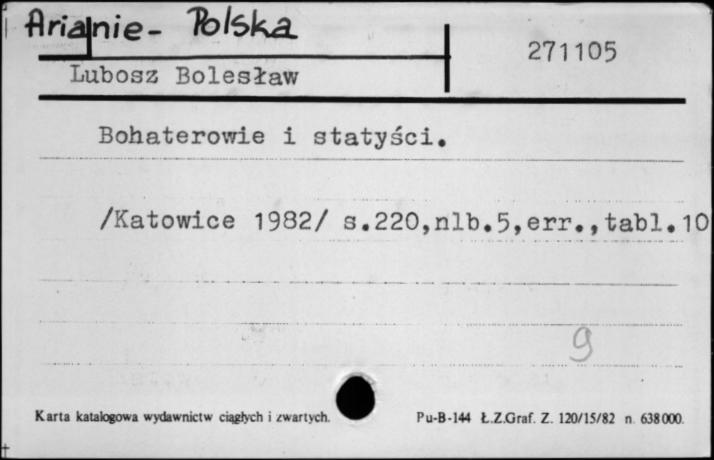 Arianie - Polska
271105
Lubosz Bolesław
Bohaterowie i statyści.
/Katowice 1982/ s.220,nlb.5,err.,tabl.10
9
Karta katalogowa wydawnictw ciągłych i zwartych.
Pu-B-144 Ł.Z.Graf. Z. 120/15/82 n. 638000.